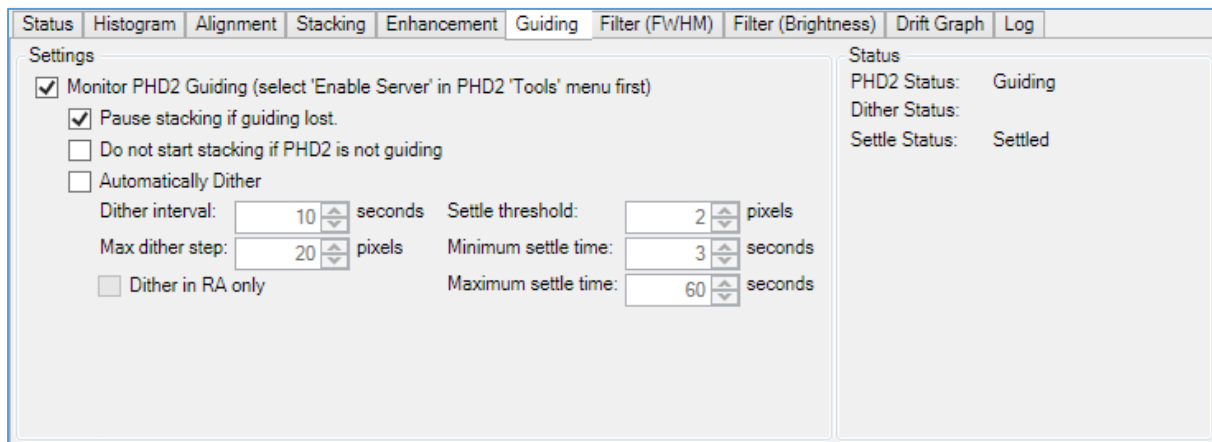 Status Histogram Alignment Stacking Enhancement Guiding Filter (FWHM) Filter (Brightness) Drift Graph Log
Settings
Monitor PHD2 Guiding (select 'Enable Server' in PHD2 'Tools' menu first)
Pause stacking if guiding lost.
Do not start stacking if PHD2 is not guiding
Automatically Dither
Dither interval: 10 seconds Settle threshold: 2 pixels
Max dither step: 20 pixels Minimum settle time: 3 seconds
Dither in RA only Maximum settle time: 60 seconds
Status
PHD2 Status: Guiding
Dither Status:
Settle Status: Settled